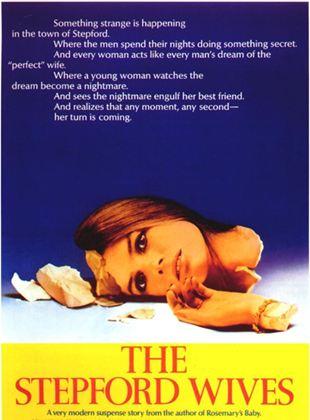 Something strange is happening
in the town of Stepford.
Where the men spend their nights doing something secret.
And every woman acts like every man's dream of the
"perfect" wife.
Where a young woman watches the
dream become a nightmare.
And sees the nightmare engulf her best friend.
And realizes that any moment, any second—
her turn is coming.
THE
STEPFORD WIVES
A very modern suspense story from the author of Rosemary's Baby.